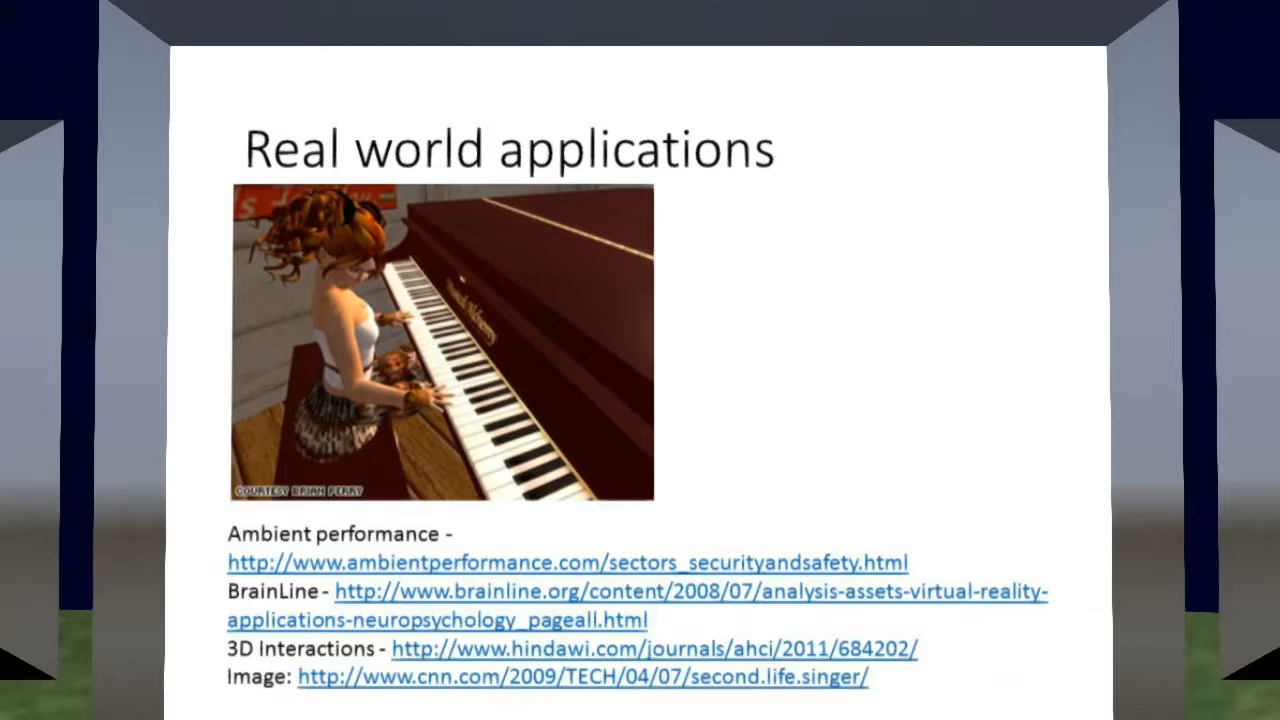 Real world applications
COURTESY BRIAN PERRY
Ambient performance -
http://www.ambientperformance.com/sectors_securityandsafety.html
BrainLine - http://www.brainline.org/content/2008/07/analysis-assets-virtual-reality-
applications-neuropsychology_pageall.html
3D Interactions - http://www.hindawi.com/journals/ahci/2011/684202/
Image: http://www.cnn.com/2009/TECH/04/07/second.life.singer/